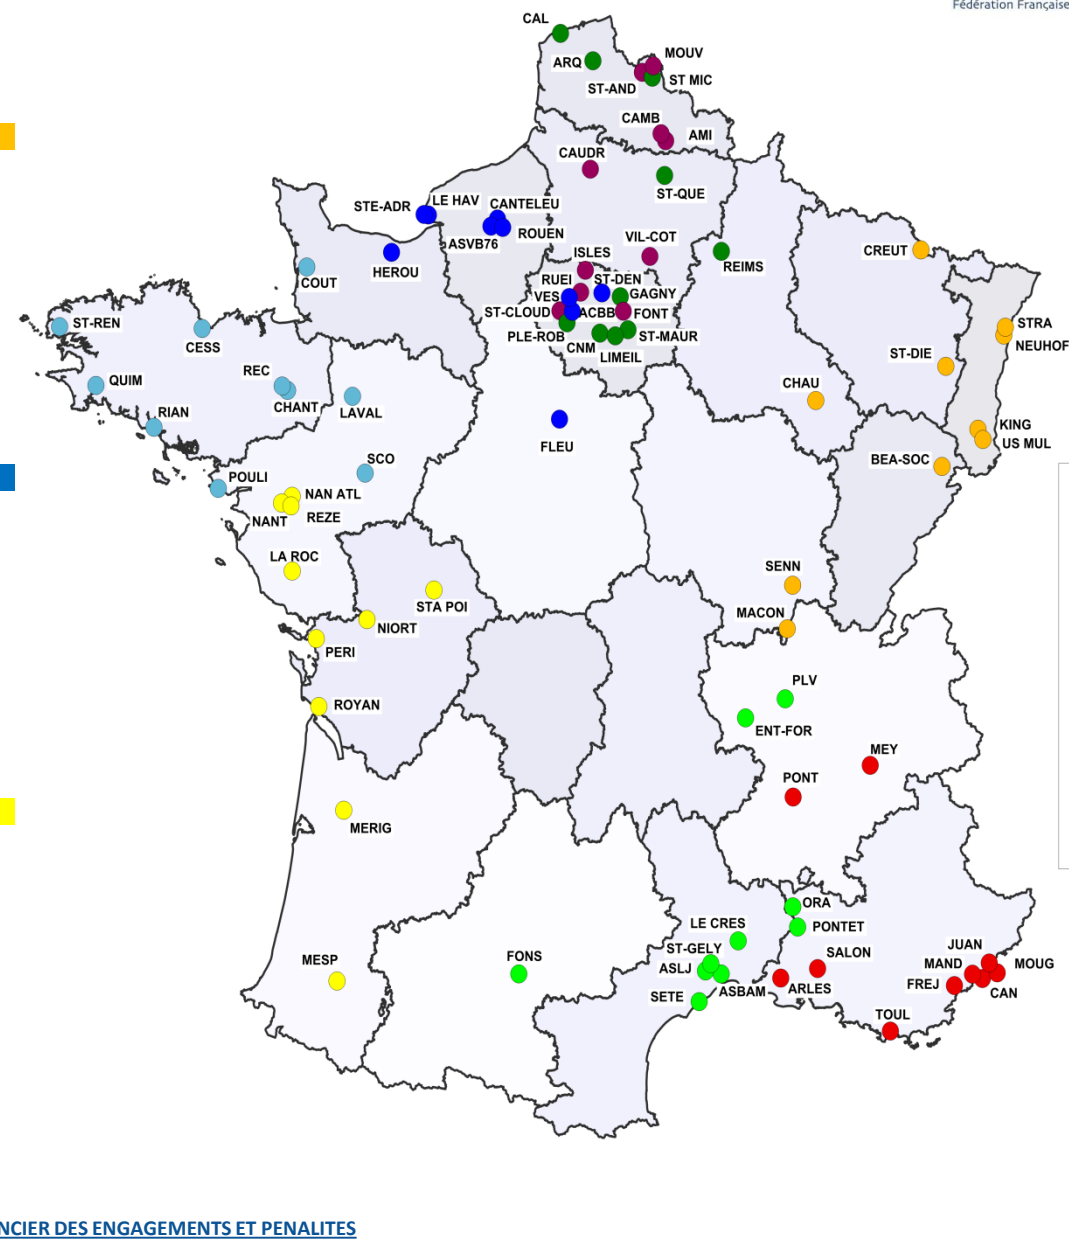 Fédération Française
CAL
MOUV
ARQ
ST MIC
ST-AND
CAMB
AMI
CAUDR
ST-QUE
LE HAV
STE-ADR
CANTELEU
ROUEN
ASVB76
VIL-COT
HEROU
ISLES
CREUT
REIMS
COUT
RUEI
ST-DEN
VES
GAGNY
ST-CLOUD
ACBB
FONT
ST-REN
STRA
PLE-ROB
ST-MAUR
NEUHOF
CESS
CNM
LIMEIL
ST-DIE
REC
QUIM
CHAU
CHANT
LAVAL
RIAN
KING
FLEU
US MUL
SCO
BEA-SOC
POULI
NAN ATL
NANT
REZE
LA ROC
SENN
STA POI
MACON
NIORT
PERI
PLV
ROYAN
ENT-FOR
MEY
PONT
MERIG
ORA
LE CRES
PONTET
JUAN
ST-GELY
SALON
FONS
MESP
MAND
MOUG
ASLJ
FREJ
ARLES
ASBAM
CAN
SETE
TOUL
NCIER DES ENGAGEMENTS ET PENALITES